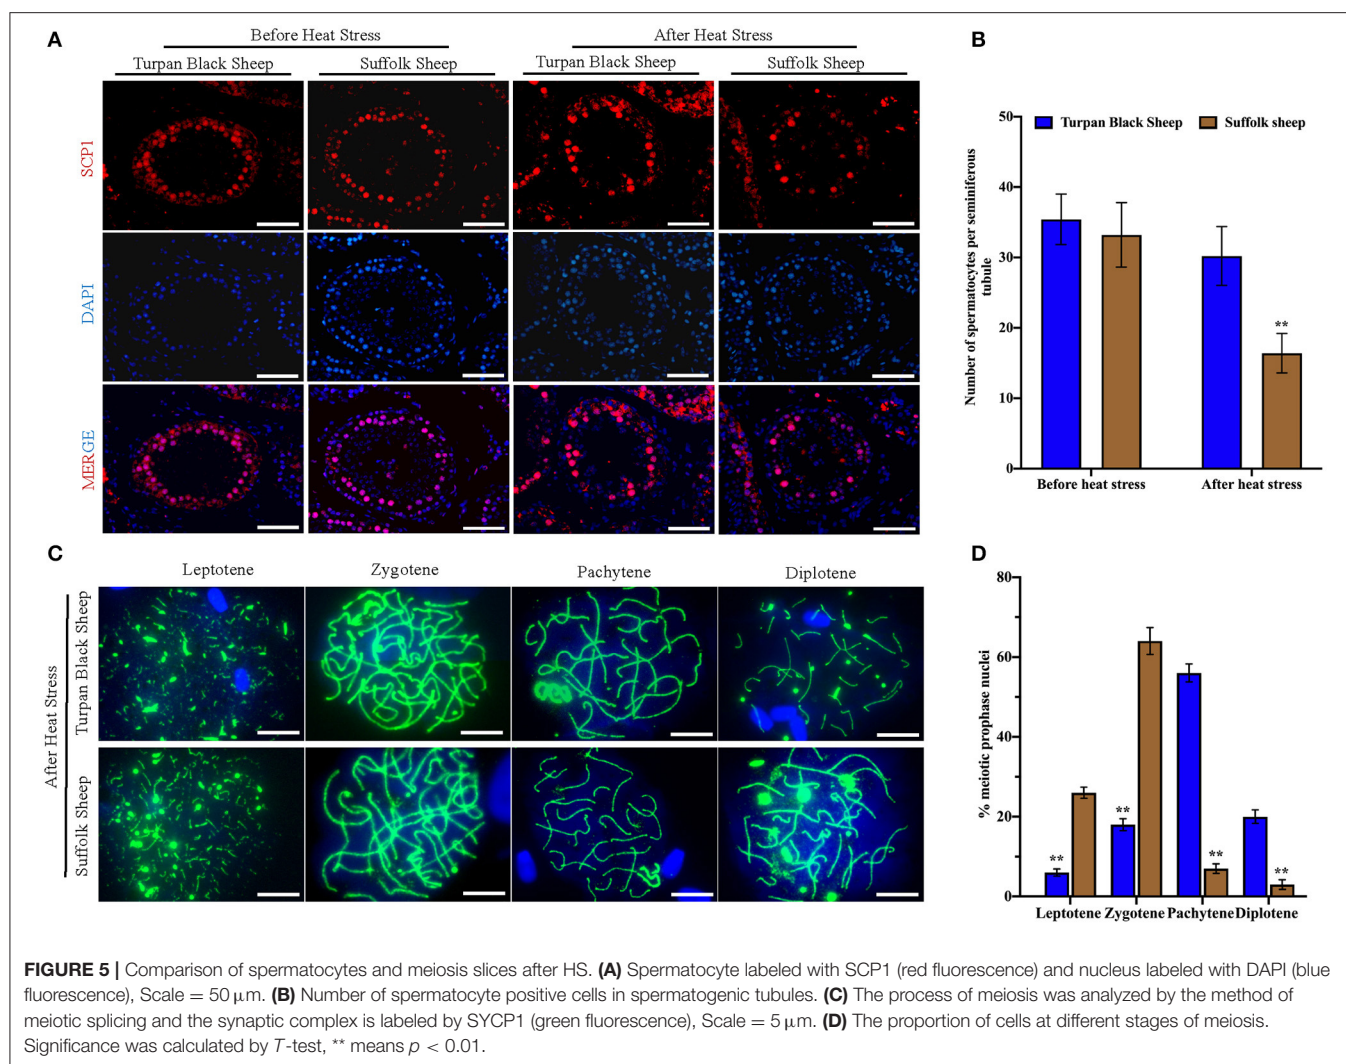 A
Before Heat Stress
After Heat Stress
Turpan Black Sheep
Suffolk Sheep
Turpan Black Sheep
Suffolk Sheep
SCP1
DAPI
MERGE
B
Turpan Black Sheep
Suffolk sheep
Number of spermatocytes per seminiferous
tubule
50
40
30
20
10
0
**
Before heat stress
After heat stress
C
Leptotene
Zygotene
Pachytene
Diplotene
After Heat Stress
Turpan Black Sheep
Suffolk Sheep
D
% meiotic prophase nuclei
80
60
40
20
0
**
**
**
**
Leptotene
Zygotene
Pachytene
Diplotene
FIGURE 5 | Comparison of spermatocytes and meiosis slices after HS. (A) Spermatocyte labeled with SCP1 (red fluorescence) and nucleus labeled with DAPI (blue
fluorescence), Scale = 50 μm. (B) Number of spermatocyte positive cells in spermatogenic tubules. (C) The process of meiosis was analyzed by the method of
meiotic splicing and the synaptic complex is labeled by SYCP1 (green fluorescence), Scale = 5 μm. (D) The proportion of cells at different stages of meiosis.
Significance was calculated by T-test, ** means p < 0.01.